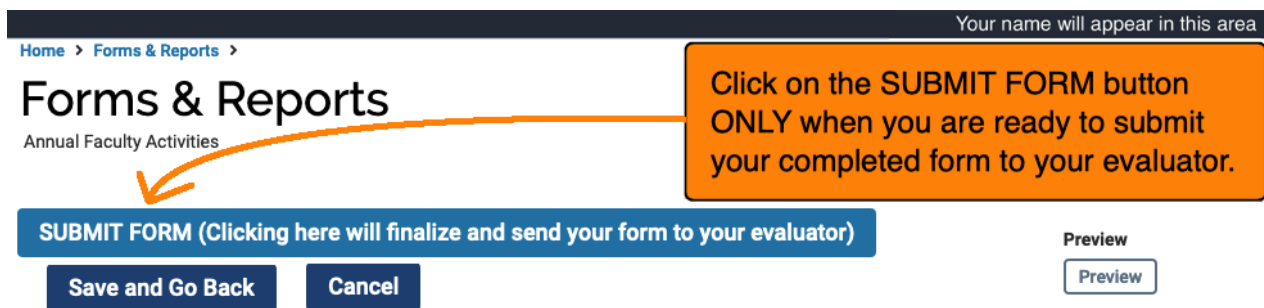 Your name will appear in this area
Home > Forms & Reports >
Forms & Reports
Annual Faculty Activities
Click on the SUBMIT FORM button
ONLY when you are ready to submit
your completed form to your evaluator.
SUBMIT FORM (Clicking here will finalize and send your form to your evaluator)
Save and Go Back
Cancel
Preview
Preview